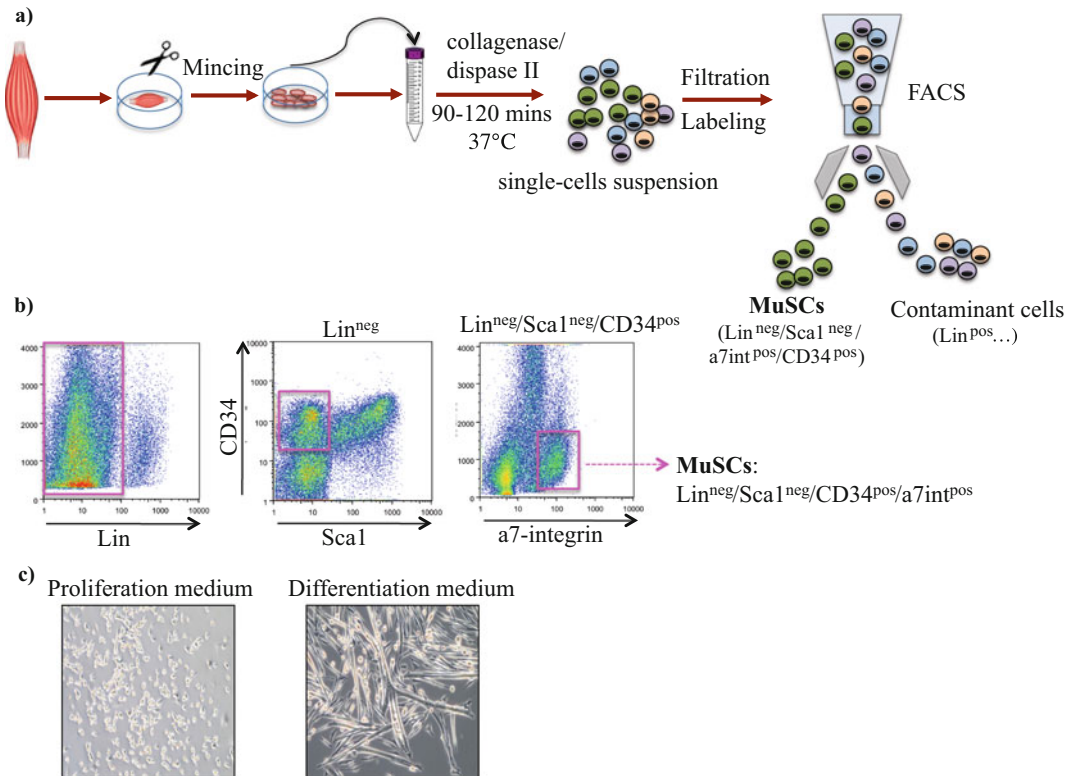 a)
Mincing
collagenase/
dispase II
90-120 mins
37°C
single-cells suspension
Filtration
Labeling
FACS
MuSCs
(Lin neg/Sca1 neg/
a7int pos/CD34 pos)
Contaminant cells
(Lin pos…)
b)
4000
3000
2000
1000
0
1 10 100 1000 10000
Lin
Lin neg
CD34
10000
1000
100
10
1
1 10 100 1000 10000
Sca1
Lin neg/Sca1 neg/CD34 pos
4000
3000
2000
1000
0
1 10 100 1000 10000
a7-integrin
MuSCs:
Lin neg/Sca1 neg/CD34 pos/a7int pos
c)
Proliferation medium
Differentiation medium